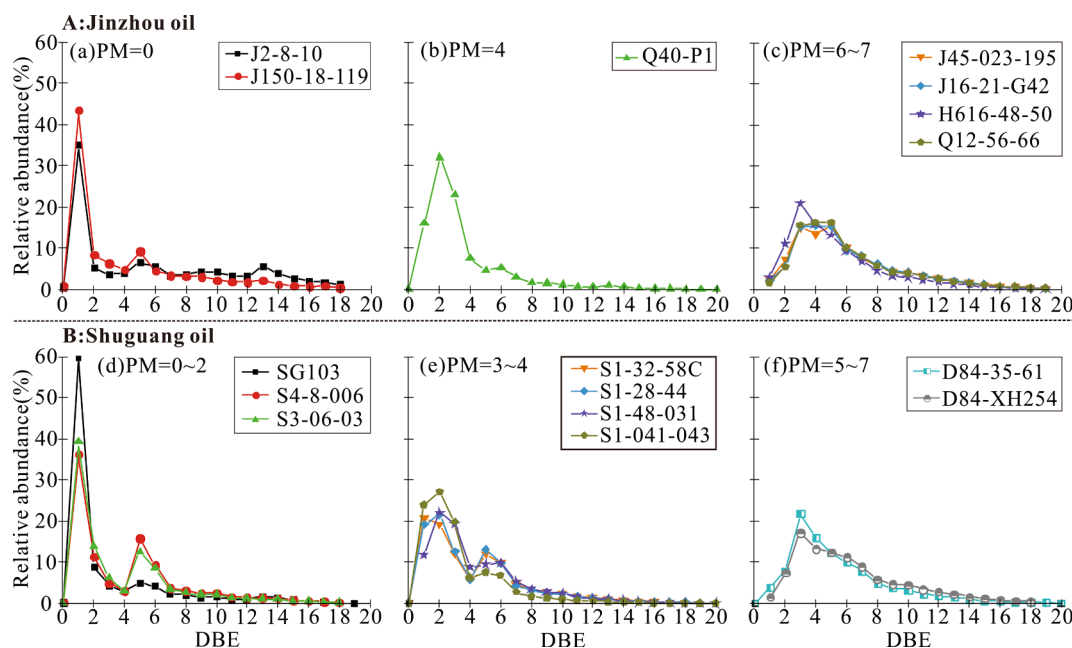 A:Jinzhou oil
(a)PM=0
J2-8-10
J150-18-119
(b)PM=4
Q40-P1
(c)PM=6~7
J45-023-195
J16-21-G42
H616-48-50
Q12-56-66
Relative abundance(%)
60
50
40
30
20
10
0
0 2 4 6 8 10 12 14 16 18 20
0 2 4 6 8 10 12 14 16 18 20
0 2 4 6 8 10 12 14 16 18 20
B:Shuguang oil
(d)PM=0~2
SG103
S4-8-006
S3-06-03
(e)PM=3~4
S1-32-58C
S1-28-44
S1-48-031
S1-041-043
(f)PM=5~7
D84-35-61
D84-XH254
Relative abundance(%)
60
50
40
30
20
10
0
0 2 4 6 8 10 12 14 16 18 20
0 2 4 6 8 10 12 14 16 18 20
0 2 4 6 8 10 12 14 16 18 20
DBE
DBE
DBE